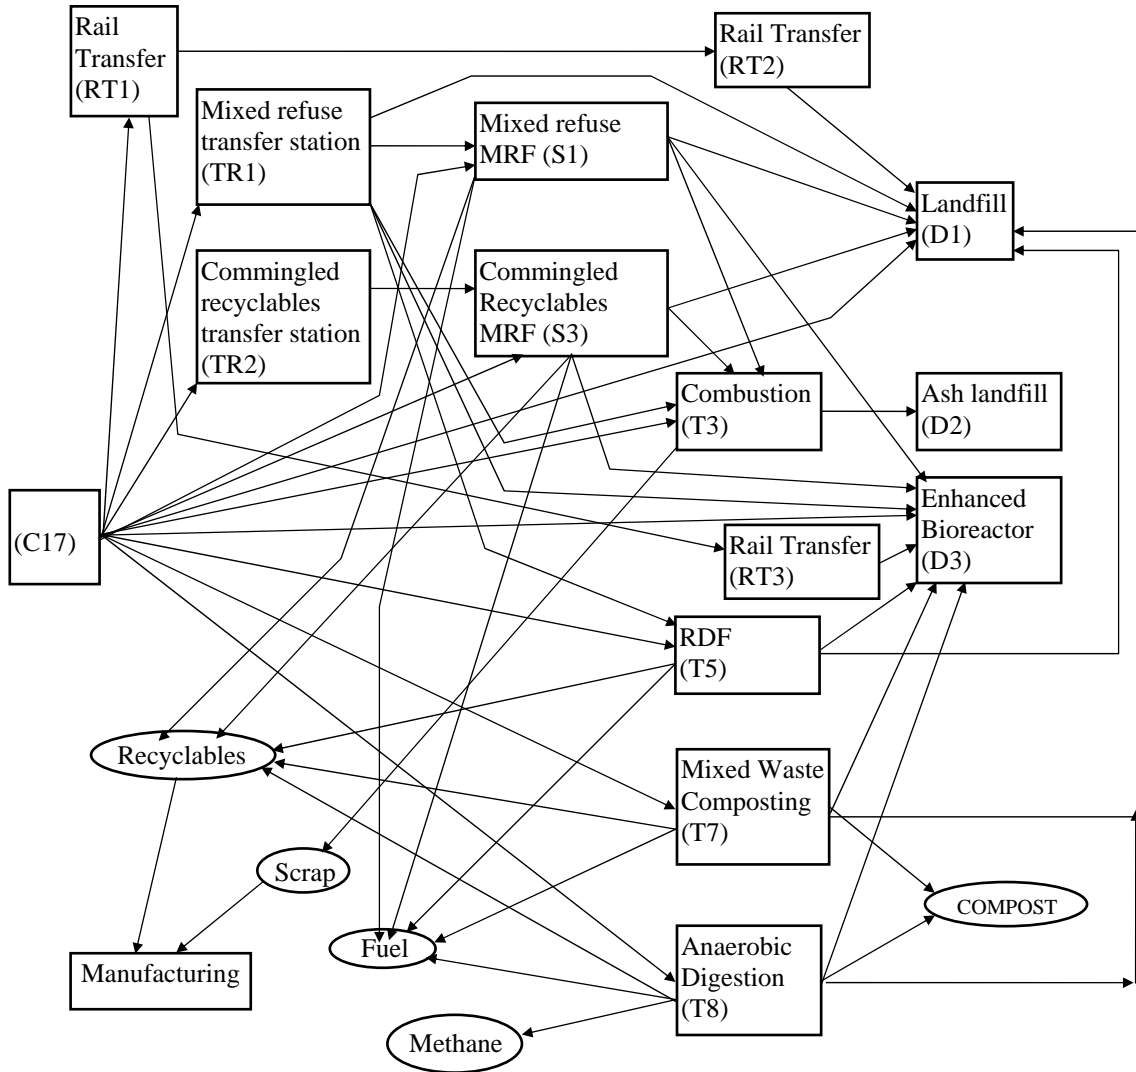 Rail
Transfer
(RT1)
Rail Transfer
(RT2)
Mixed refuse
transfer station
(TR1)
Mixed refuse
MRF (S1)
Landfill
(D1)
Commingled
recyclables
transfer station
(TR2)
Commingled
Recyclables
MRF (S3)
Combustion
(T3)
Ash landfill
(D2)
(C17)
Enhanced
Bioreactor
(D3)
Rail Transfer
(RT3)
RDF
(T5)
Recyclables
Mixed Waste
Composting
(T7)
Scrap
COMPOST
Fuel
Manufacturing
Anaerobic
Digestion
(T8)
Methane